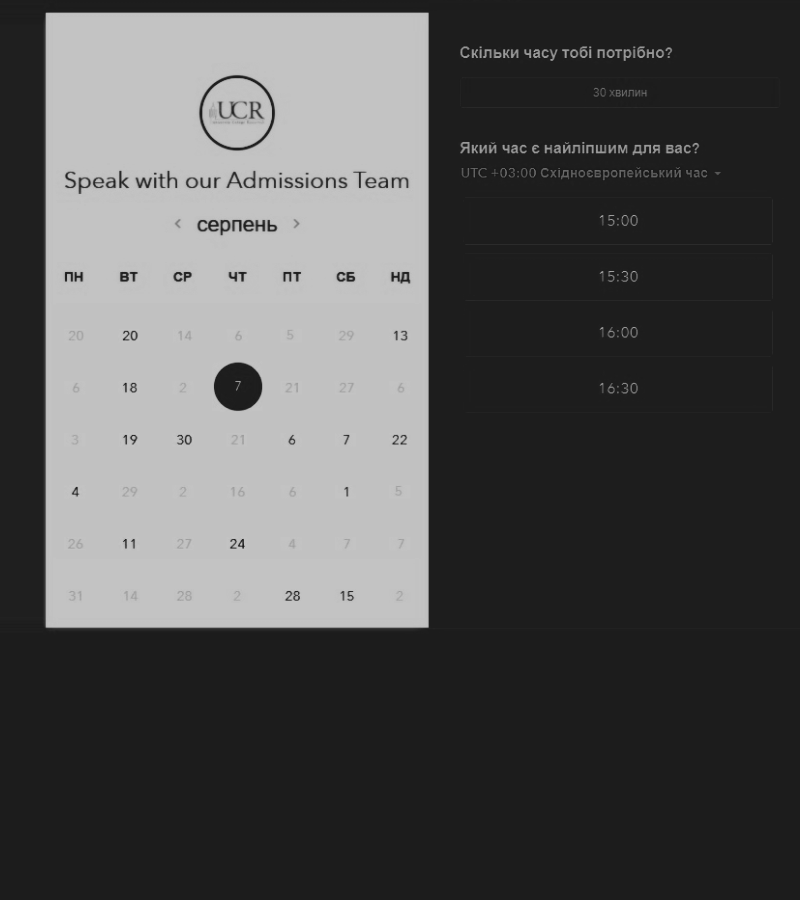 UCR
Speak with our Admissions Team
серпень
ПН ВТ СР ЧТ ПТ СБ НД
20 20 14 6 5 29 13
6 18 2 7 21 27 6
3 19 30 21 6 7 22
4 29 2 16 6 1 5
26 11 27 24 4 7 7
31 14 28 2 28 15 2
Скільки часу тобі потрібно?
30 хвилин
Який час є найліпшим для вас?
UTC +03:00 Східноєвропейський час
15:00
15:30
16:00
16:30